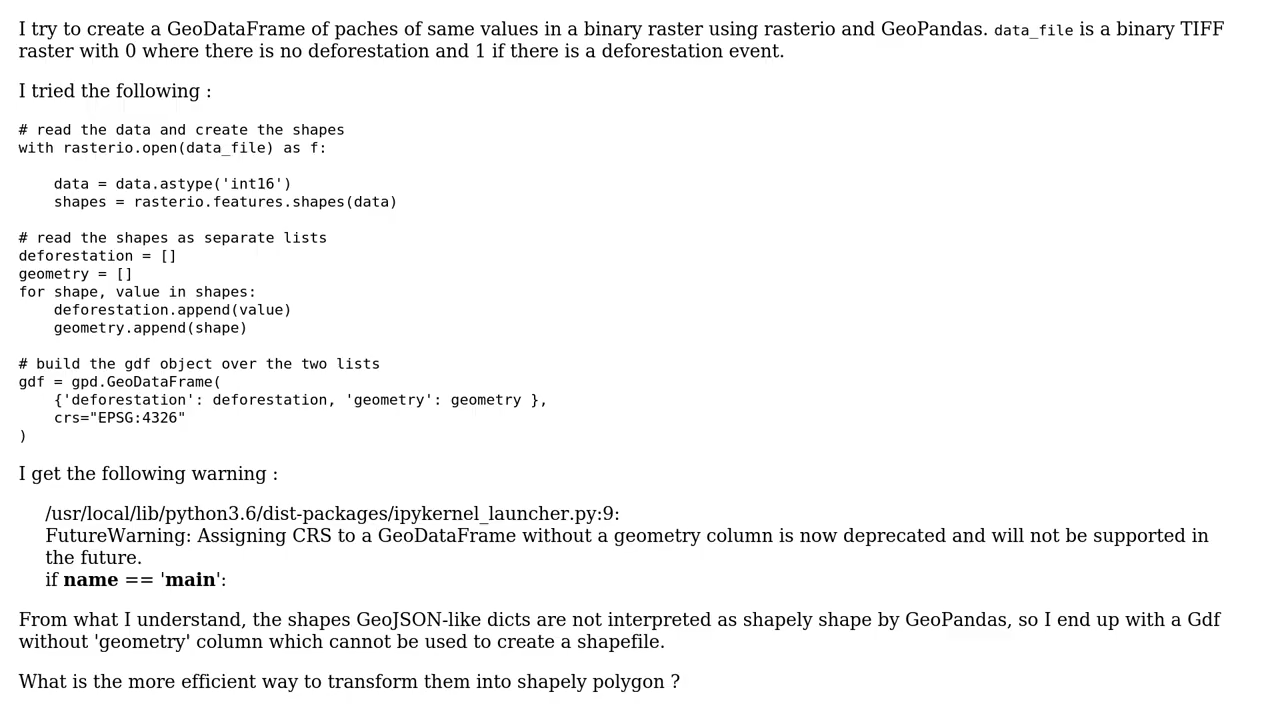 I try to create a GeoDataFrame of paches of same values in a binary raster using rasterio and GeoPandas. data_file is a binary TIFF
raster with 0 where there is no deforestation and 1 if there is a deforestation event.
I tried the following :
# read the data and create the shapes
with rasterio.open(data_file) as f:
    data = data.astype('int16')
    shapes = rasterio.features.shapes(data)
# read the shapes as separate lists
deforestation = []
geometry = []
for shape, value in shapes:
    deforestation.append(value)
    geometry.append(shape)
# build the gdf object over the two lists
gdf = gpd.GeoDataFrame(
    {'deforestation': deforestation, 'geometry': geometry },
    crs="EPSG:4326"
)
I get the following warning :
/usr/local/lib/python3.6/dist-packages/ipykernel_launcher.py:9:
FutureWarning: Assigning CRS to a GeoDataFrame without a geometry column is now deprecated and will not be supported in
the future.
if name == 'main':
From what I understand, the shapes GeoJSON-like dicts are not interpreted as shapely shape by GeoPandas, so I end up with a Gdf
without 'geometry' column which cannot be used to create a shapefile.
What is the more efficient way to transform them into shapely polygon ?